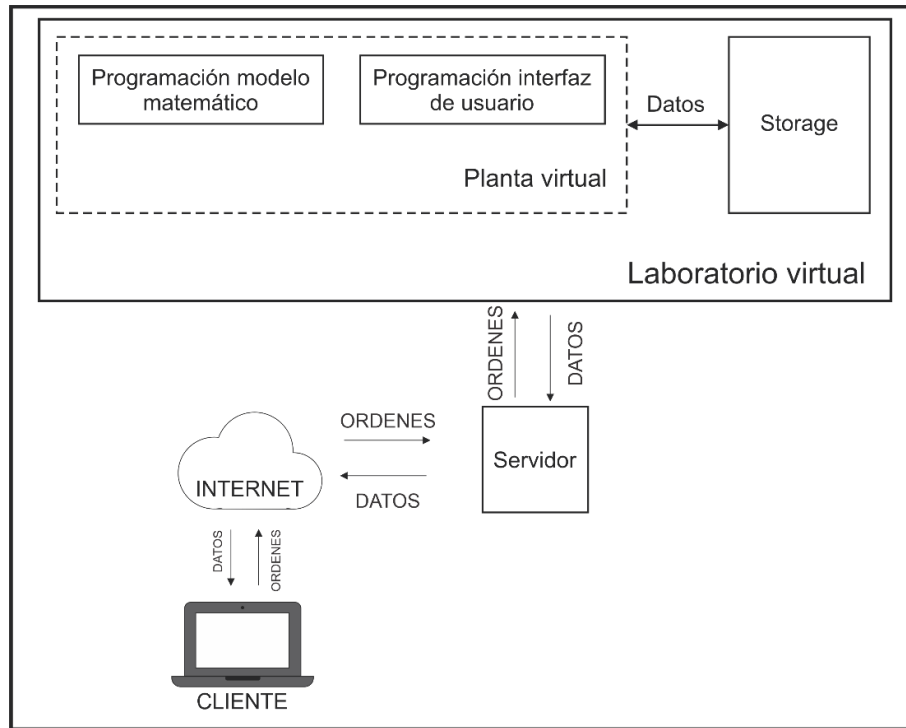 Programación modelo
matemático
Programación interfaz
de usuario
Datos
Storage
Planta virtual
Laboratorio virtual
ORDENES
DATOS
ORDENES
Servidor
INTERNET
DATOS
DATOS
ORDENES
CLIENTE